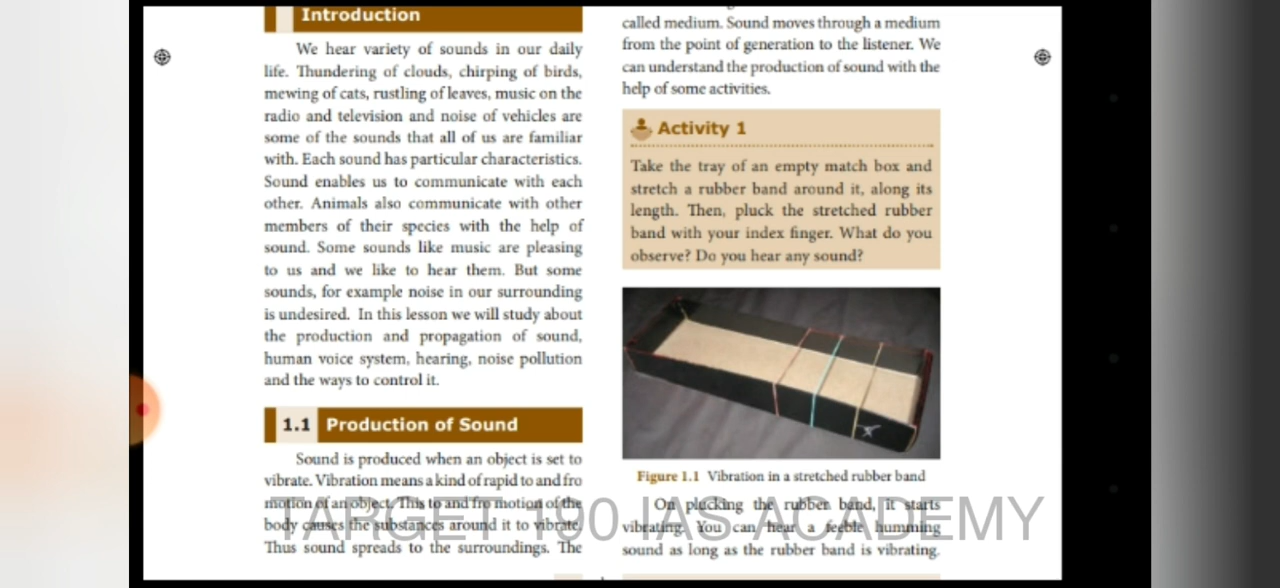 Introduction
We hear variety of sounds in our daily
life. Thundering of clouds, chirping of birds,
mewing of cats, rustling of leaves, music on the
radio and television and noise of vehicles are
some of the sounds that all of us are familiar
with. Each sound has particular characteristics.
Sound enables us to communicate with each
other. Animals also communicate with other
members of their species with the help of
sound. Some sounds like music are pleasing
to us and we like to hear them. But some
sounds, for example noise in our surrounding
is undesired. In this lesson we will study about
the production and propagation of sound,
human voice system, hearing, noise pollution
and the ways to control it.
1.1 Production of Sound
Sound is produced when an object is set to
vibrate. Vibration means a kind of rapid to and fro
motion of an object. This to and fro motion of the
body causes the substances around it to vibrate.
Thus sound spreads to the surroundings. The
called medium. Sound moves through a medium
from the point of generation to the listener. We
can understand the production of sound with the
help of some activities.
Activity 1
Take the tray of an empty match box and
stretch a rubber band around it, along its
length. Then, pluck the stretched rubber
band with your index finger. What do you
observe? Do you hear any sound?
Figure 1.1 Vibration in a stretched rubber band
On plucking the rubber band, it starts
vibrating. You can hear a feeble humming
sound as long as the rubber band is vibrating.
TARGET 190 IAS ACADEMY